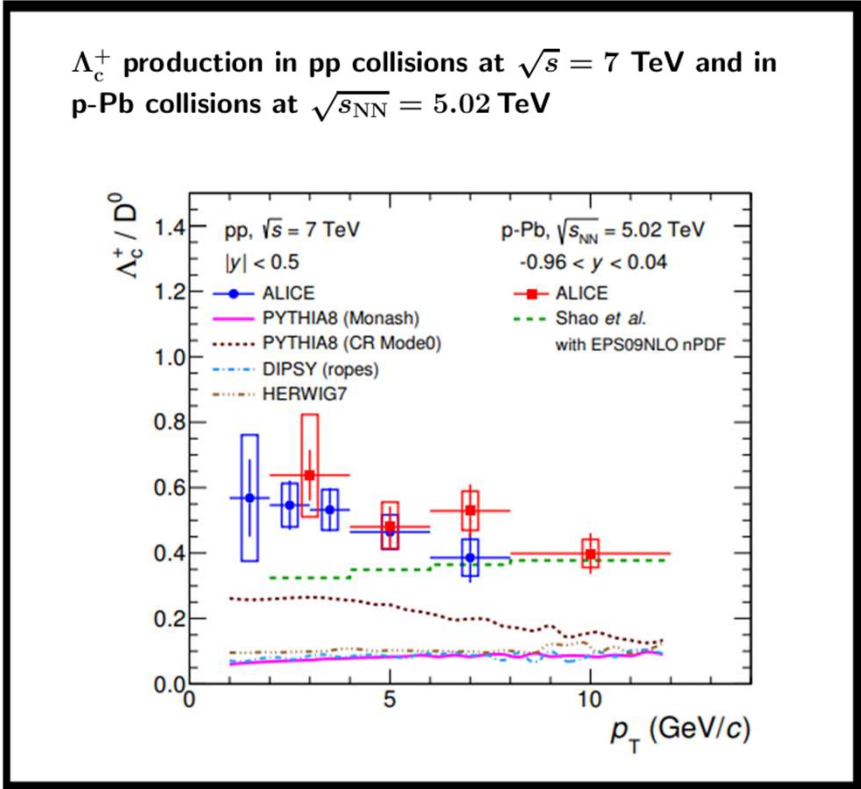 Λc+ production in pp collisions at √s = 7 TeV and in
p-Pb collisions at √sNN = 5.02 TeV
Λc+ / D0
1.4
1.2
1.0
0.8
0.6
0.4
0.2
0.0
pp, √s = 7 TeV
|y| < 0.5
ALICE
PYTHIA8 (Monash)
PYTHIA8 (CR Mode0)
DIPSY (ropes)
HERWIG7
p-Pb, √sNN = 5.02 TeV
-0.96 < y < 0.04
ALICE
Shao et al.
with EPS09NLO nPDF
0 5 10
pT (GeV/c)